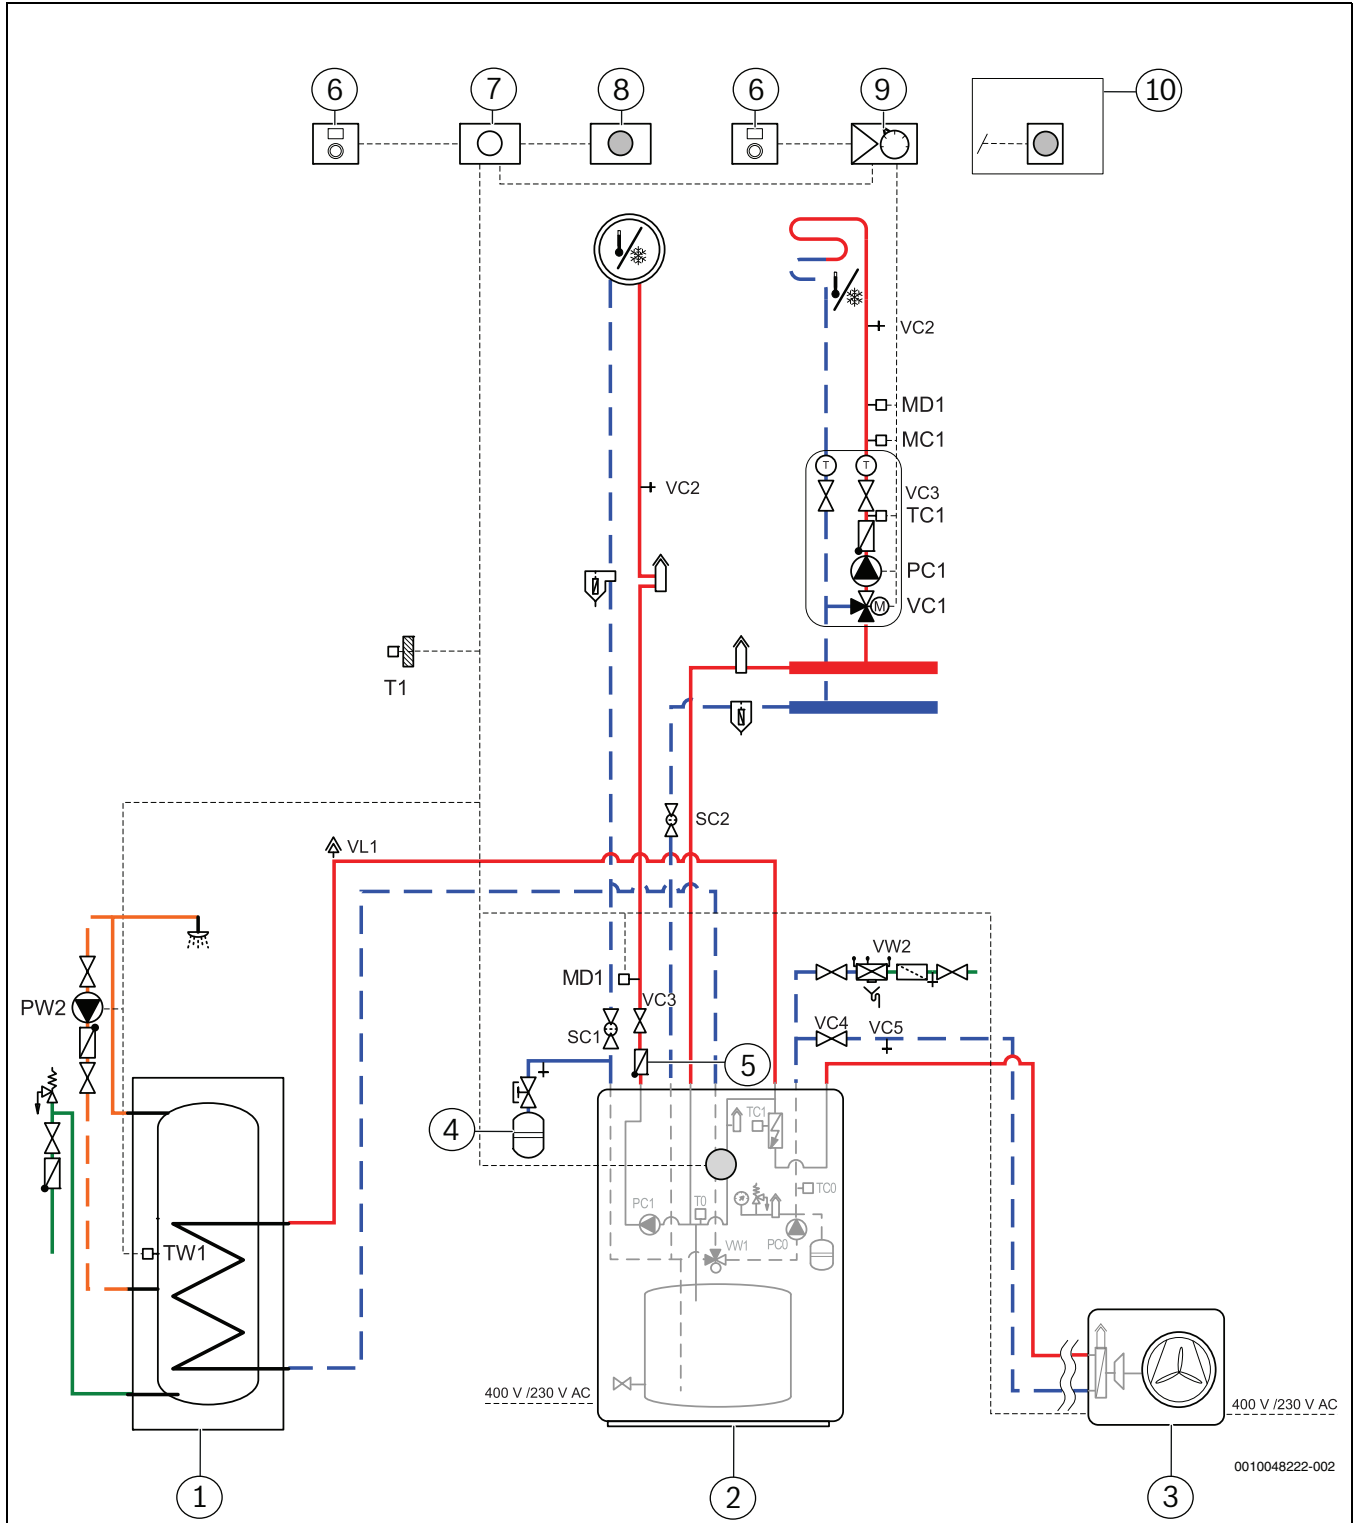 6
7
8
6
9
10
VC2
MD1
MC1
T
T
VC2
VC3
TC1
PC1
M
VC1
T1
SC2
VL1
VW2
MD1
PW2
VC3
SC1
VC4
VC5
5
4
TC1
TC0
PC1
T0
VW1
PC0
TW1
400 V /230 V AC
400 V /230 V AC
0010048222-002
1
2
3